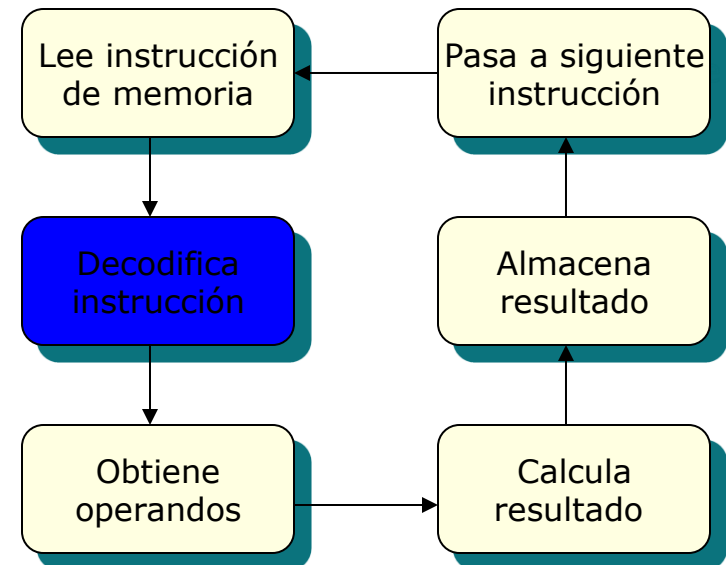 Lee instrucción
de memoria
Pasa a siguiente
instrucción
Decodifica
instrucción
Almacena
resultado
Obtiene
operandos
Calcula
resultado